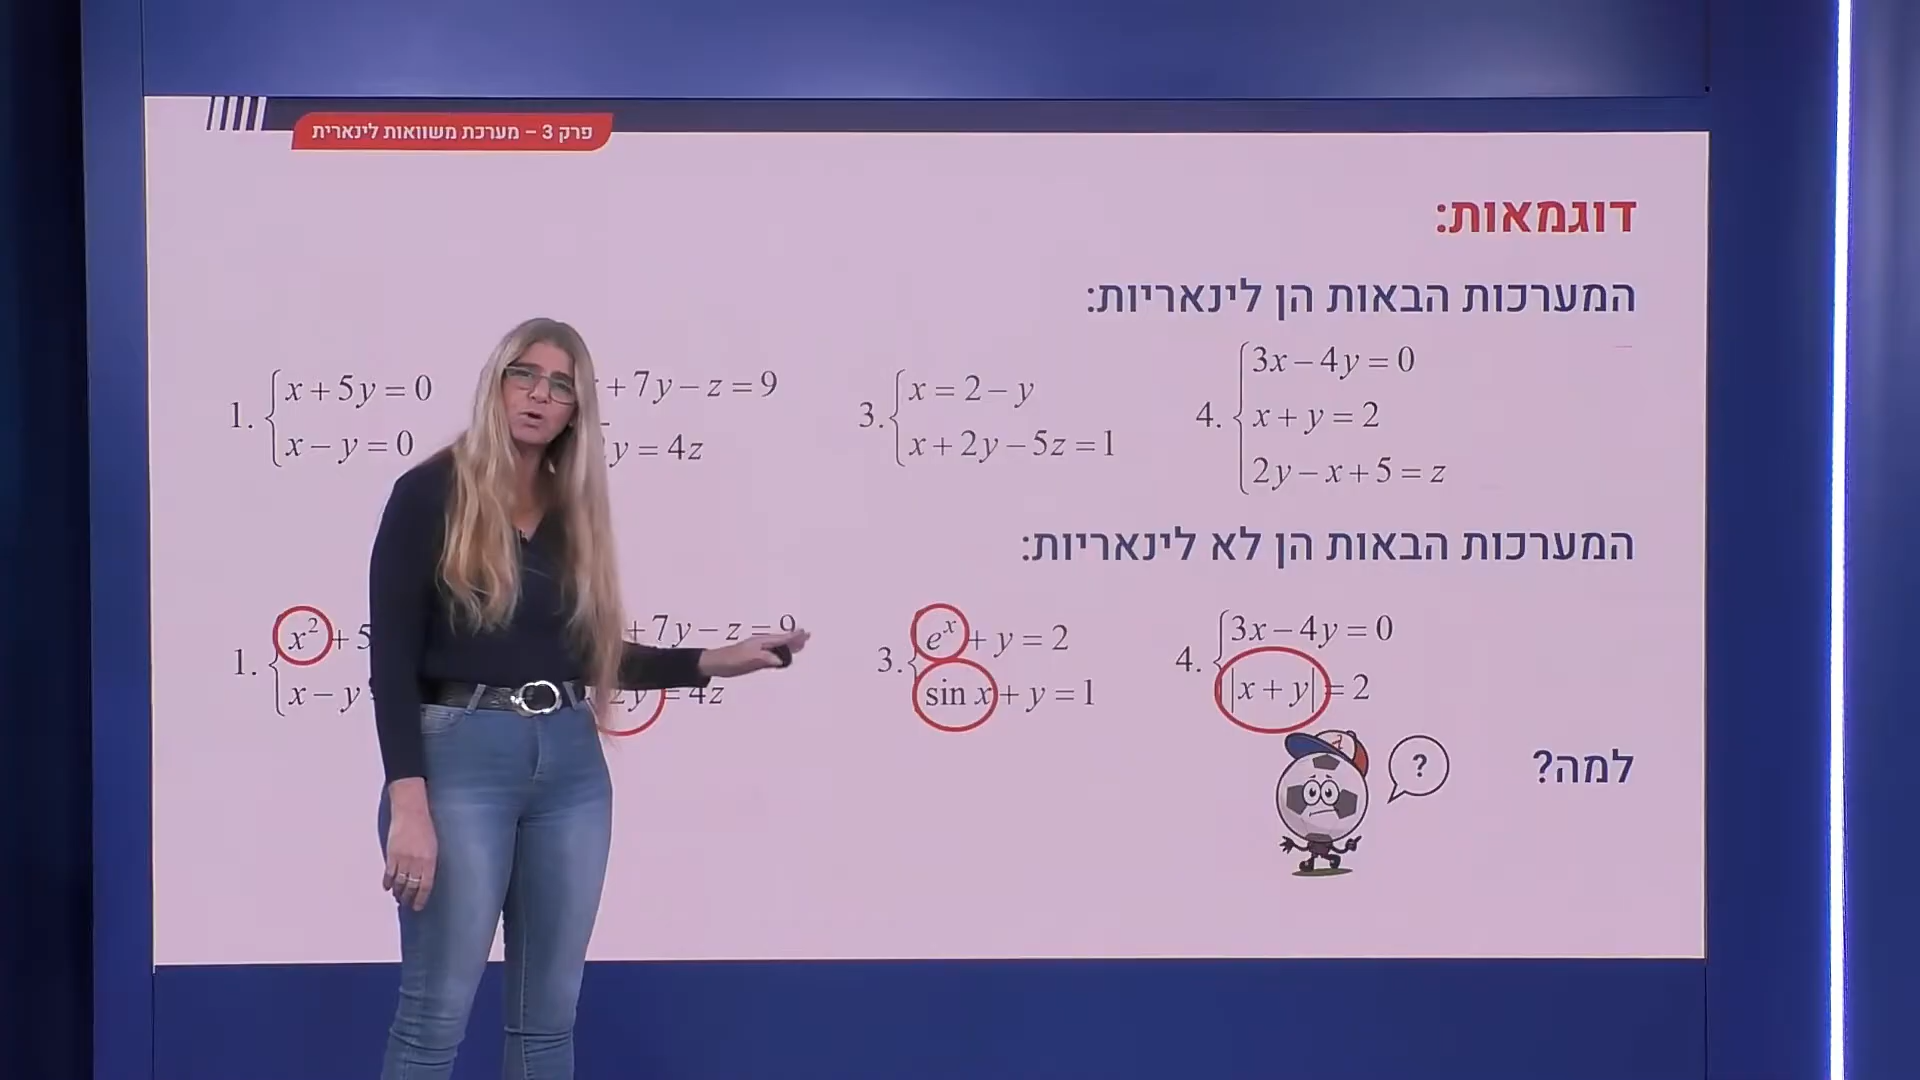 פרק 3 – מערכת משוואות לינארית
דוגמאות:
המערכות הבאות הן לינאריות:
1. x + 5y = 0
x − y = 0
+ 7y − z = 9
y = 4z
3. x = 2 − y
x + 2y − 5z = 1
4. 3x − 4y = 0
x + y = 2
2y − x + 5 = z
המערכות הבאות הן לא לינאריות:
1. x² + 5
x − y
+ 7y − z = 9
2y = 4z
3. eˣ + y = 2
sin x + y = 1
4. 3x − 4y = 0
|x + y| = 2
?
למה?